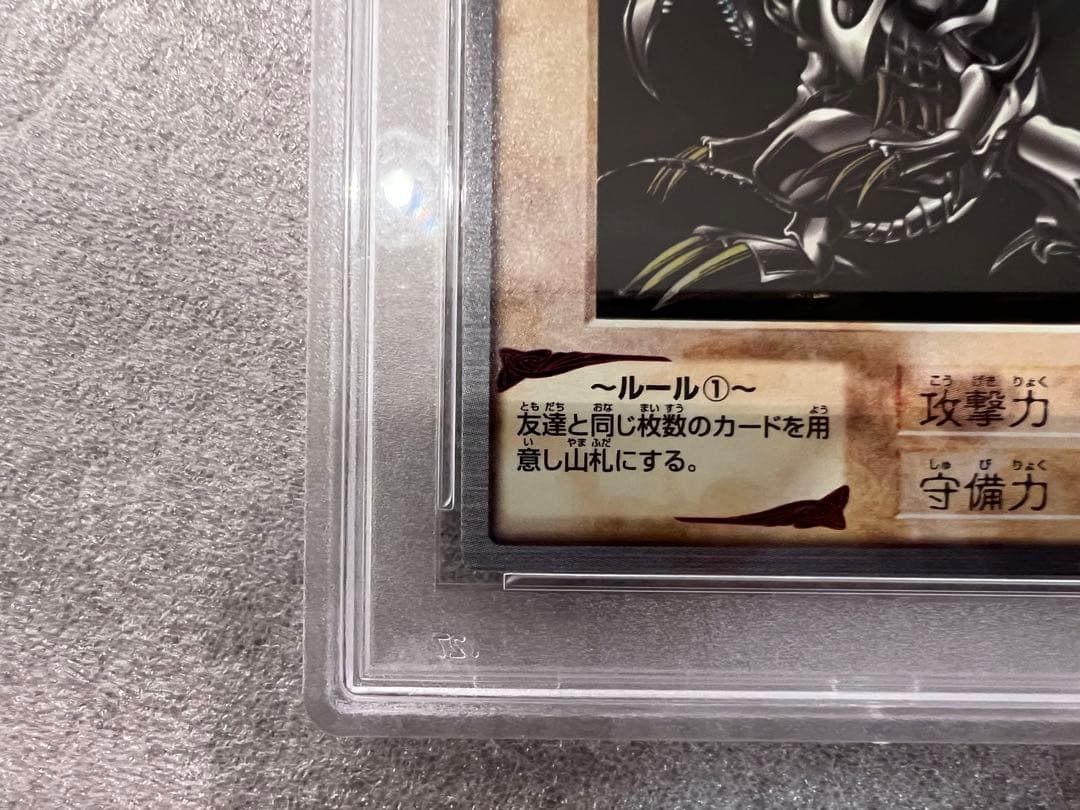 〜ルール①〜
友達と同じ枚数のカードを用
意し山札にする。
攻撃力
守備力